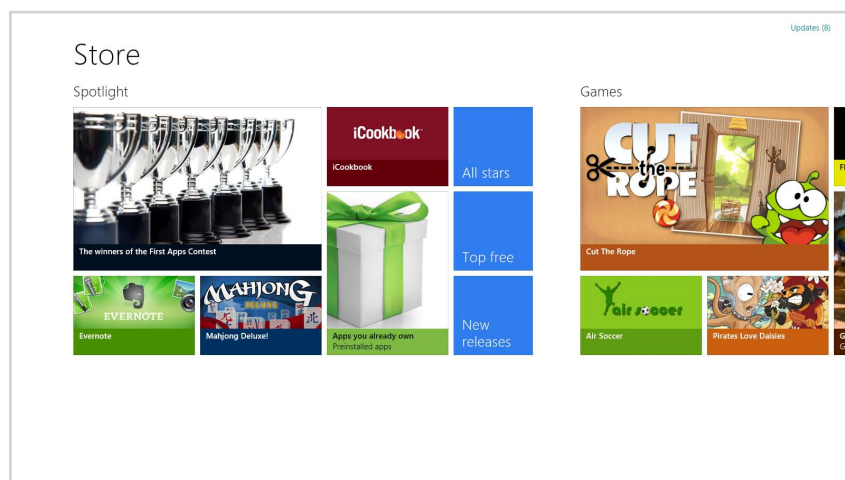 Updates (8)
Store
Spotlight
The winners of the First Apps Contest
EVERNOTE
Evernote
MAHJONG
DELUXE
Mahjong Deluxe!
iCookbook
iCookbook
Apps you already own
Preinstalled apps
All stars
Top free
New
releases
Games
CUT
the
ROPE
Cut The Rope
air soccer
Air Soccer
Pirates Love Daisies